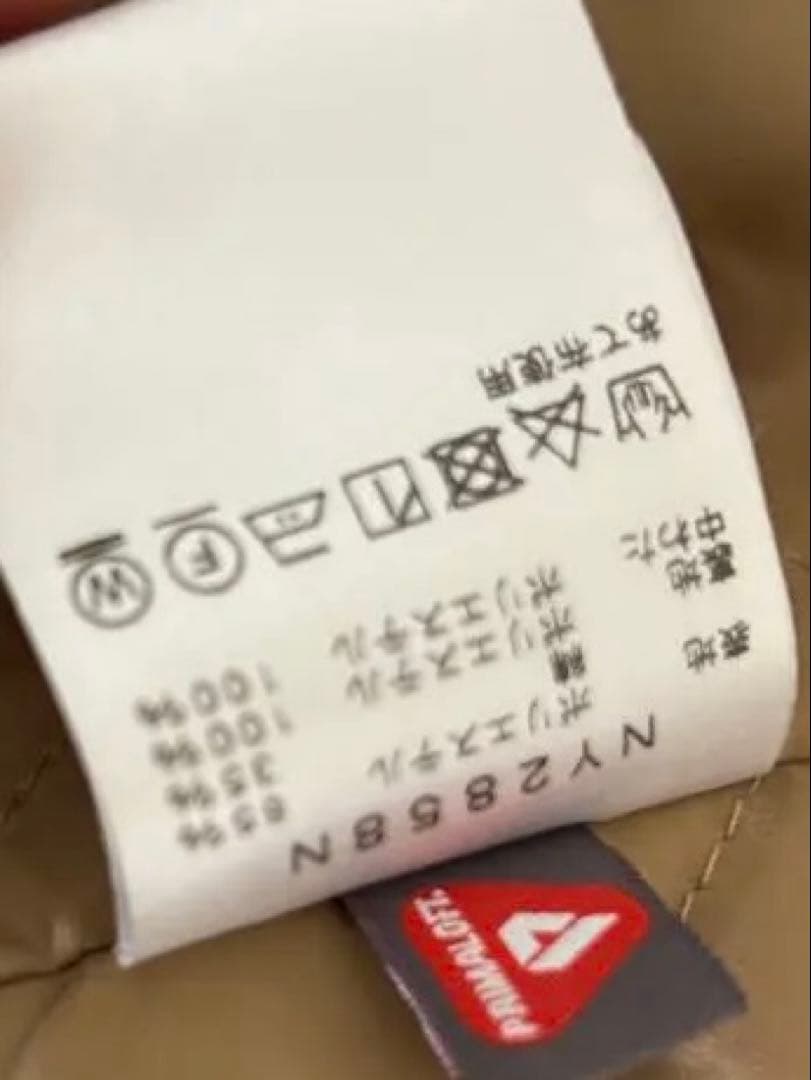 NY2858N
表地 ポリエステル 65%
綿 35%
裏地 ポリエステル 100%
中わた ポリエステル 100%
あて布使用
W
F
PRIMALOFT